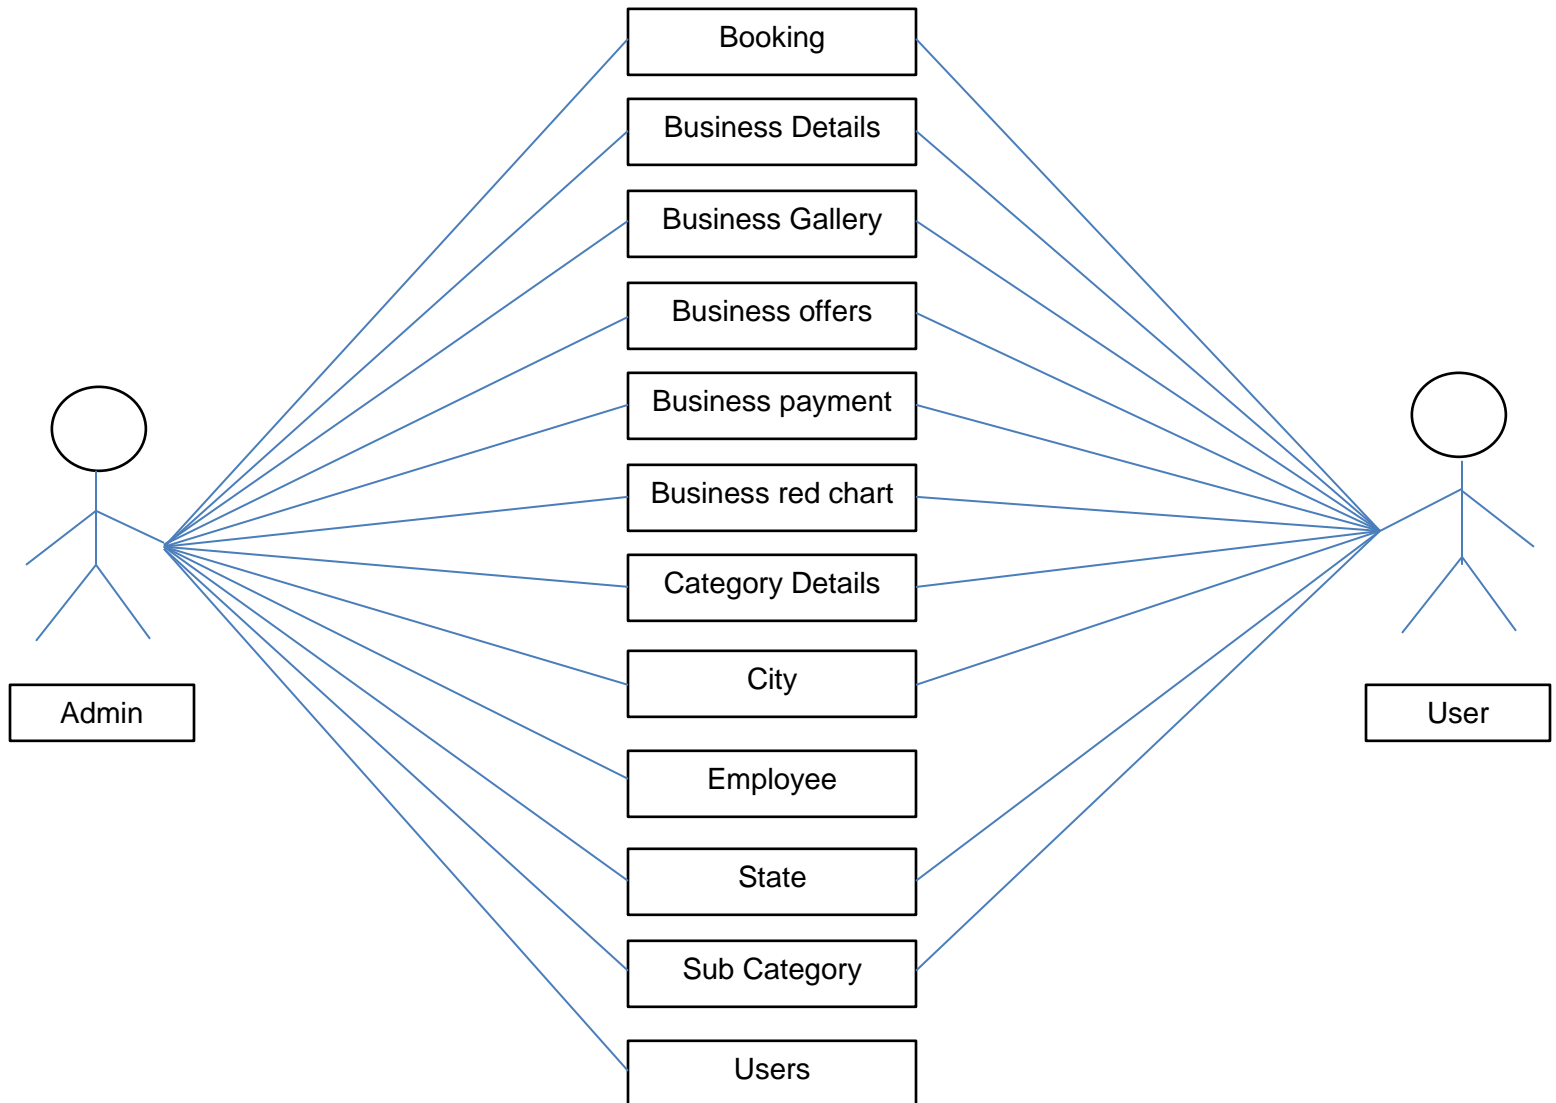 Booking
Business Details
Business Gallery
Business offers
Business payment
Business red chart
Category Details
City
Admin
User
Employee
State
Sub Category
Users